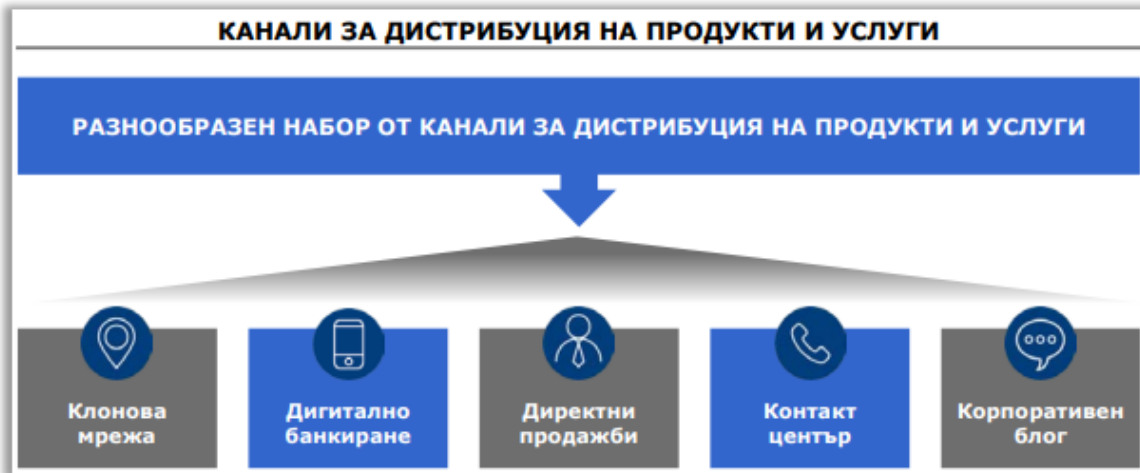 КАНАЛИ ЗА ДИСТРИБУЦИЯ НА ПРОДУКТИ И УСЛУГИ
РАЗНООБРАЗЕН НАБОР ОТ КАНАЛИ ЗА ДИСТРИБУЦИЯ НА ПРОДУКТИ И УСЛУГИ
Клонова
мрежа
Дигитално
банкиране
Директни
продажби
Контакт
център
Корпоративен
блог